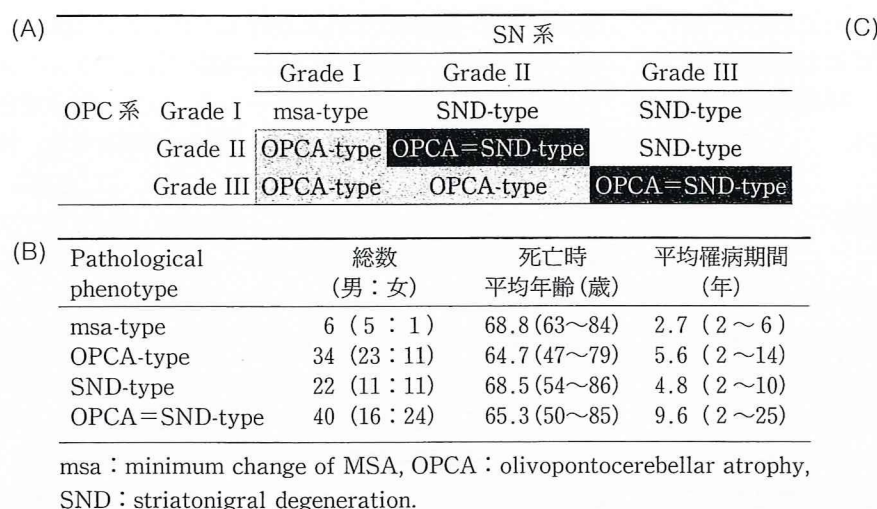 (A)
SN 系
(C)
Grade I Grade II Grade III
OPC 系 Grade I msa-type SND-type SND-type
Grade II OPCA-type OPCA=SND-type SND-type
Grade III OPCA-type OPCA-type OPCA=SND-type
(B) Pathological 総数 死亡時 平均罹病期間
phenotype (男:女) 平均年齢(歳) (年)
msa-type 6 (5:1) 68.8(63~84) 2.7 (2~6)
OPCA-type 34 (23:11) 64.7(47~79) 5.6 (2~14)
SND-type 22 (11:11) 68.5(54~86) 4.8 (2~10)
OPCA=SND-type 40 (16:24) 65.3(50~85) 9.6 (2~25)
msa:minimum change of MSA, OPCA:olivopontocerebellar atrophy,
SND:striatonigral degeneration.